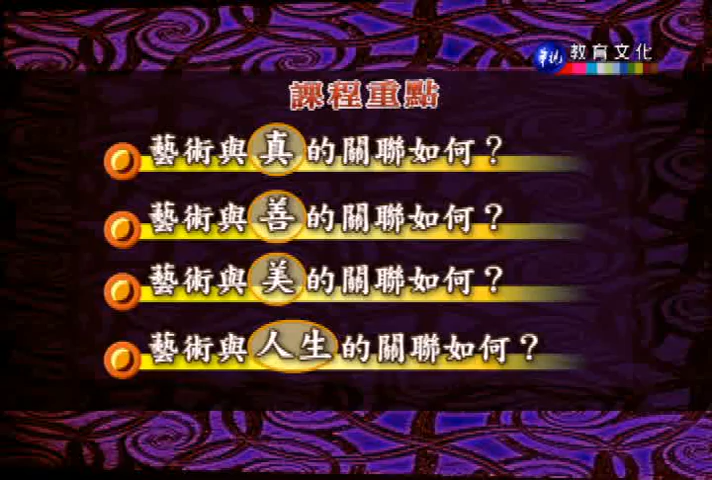 華視 教育文化
課程重點
藝術與真的關聯如何？
藝術與善的關聯如何？
藝術與美的關聯如何？
藝術與人生的關聯如何？